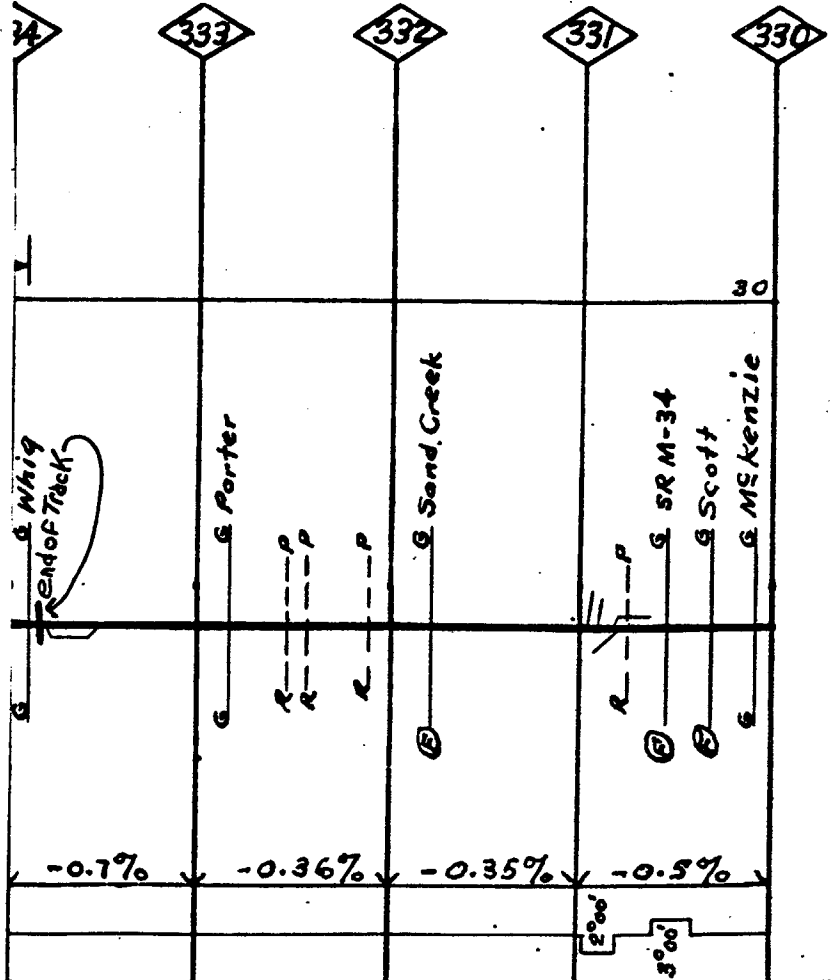 34
333
332
331
330
30
G Whig
end of Track
G Porter
P
P
P
G Sand Creek
P
G SR M-34
G Scott
G McKenzie
G
G
R
R
R
F
R
F
F
G
-0.7%
-0.36%
-0.35%
-0.5%
2°00'
3°00'